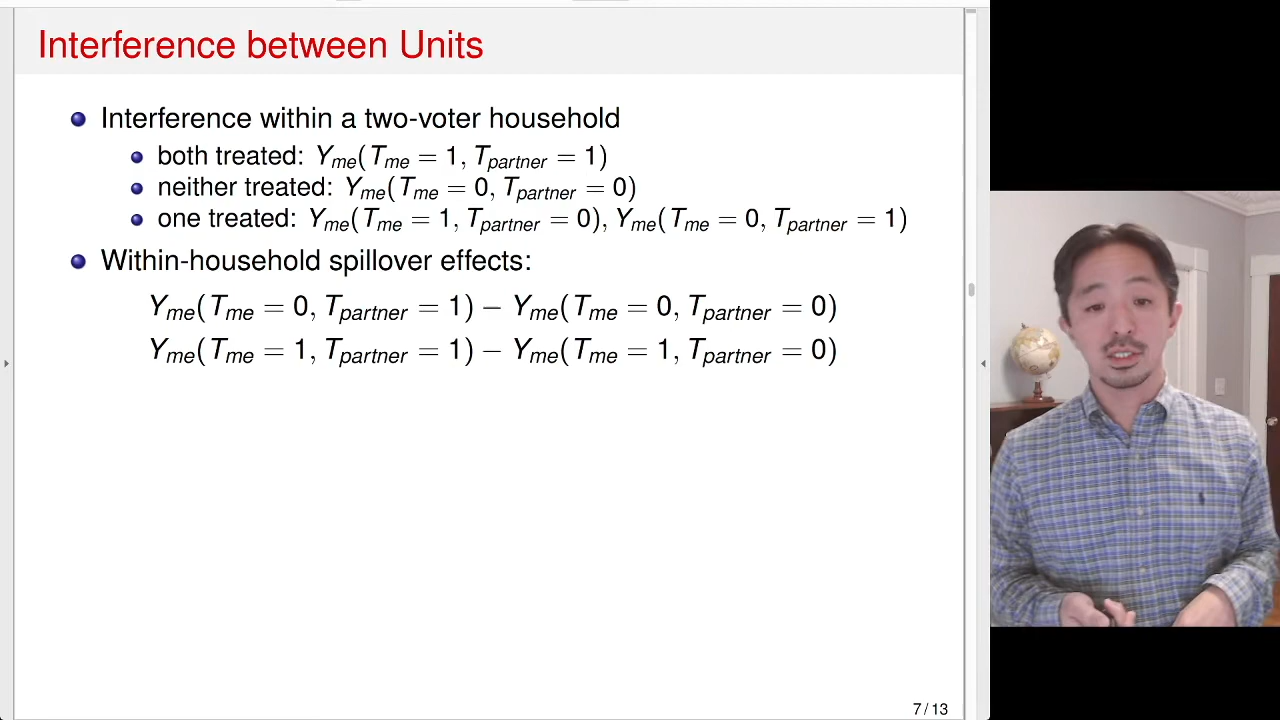 Interference between Units
Interference within a two-voter household
both treated: Y_me(T_me = 1, T_partner = 1)
neither treated: Y_me(T_me = 0, T_partner = 0)
one treated: Y_me(T_me = 1, T_partner = 0), Y_me(T_me = 0, T_partner = 1)
Within-household spillover effects:
Y_me(T_me = 0, T_partner = 1) − Y_me(T_me = 0, T_partner = 0)
Y_me(T_me = 1, T_partner = 1) − Y_me(T_me = 1, T_partner = 0)
7 / 13